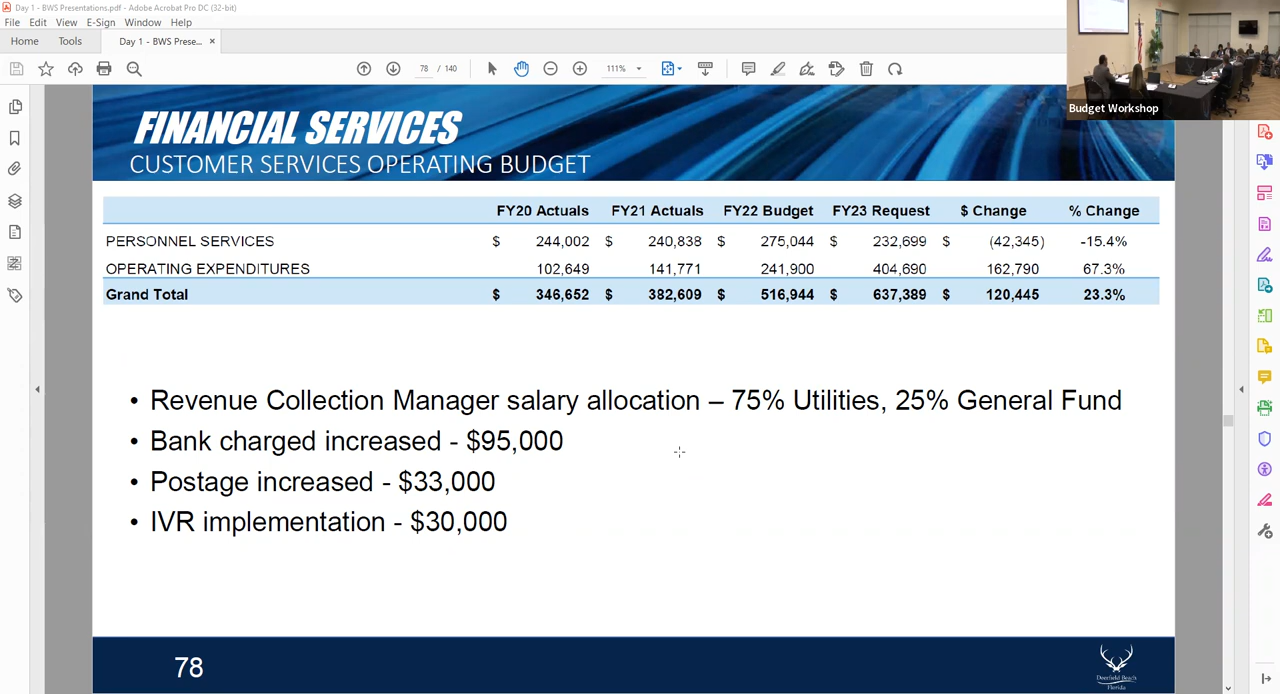 Day 1 - BWS Presentations.pdf - Adobe Acrobat Pro DC (32-bit)
File Edit View E-Sign Window Help
Home Tools Day 1 - BWS Prese... ×
78 / 140 111%
Budget Workshop
FINANCIAL SERVICES
CUSTOMER SERVICES OPERATING BUDGET
FY20 Actuals FY21 Actuals FY22 Budget FY23 Request $ Change % Change
PERSONNEL SERVICES $ 244,002 $ 240,838 $ 275,044 $ 232,699 $ (42,345) -15.4%
OPERATING EXPENDITURES 102,649 141,771 241,900 404,690 162,790 67.3%
Grand Total $ 346,652 $ 382,609 $ 516,944 $ 637,389 $ 120,445 23.3%
• Revenue Collection Manager salary allocation – 75% Utilities, 25% General Fund
• Bank charged increased - $95,000
• Postage increased - $33,000
• IVR implementation - $30,000
78
Deerfield Beach
Florida